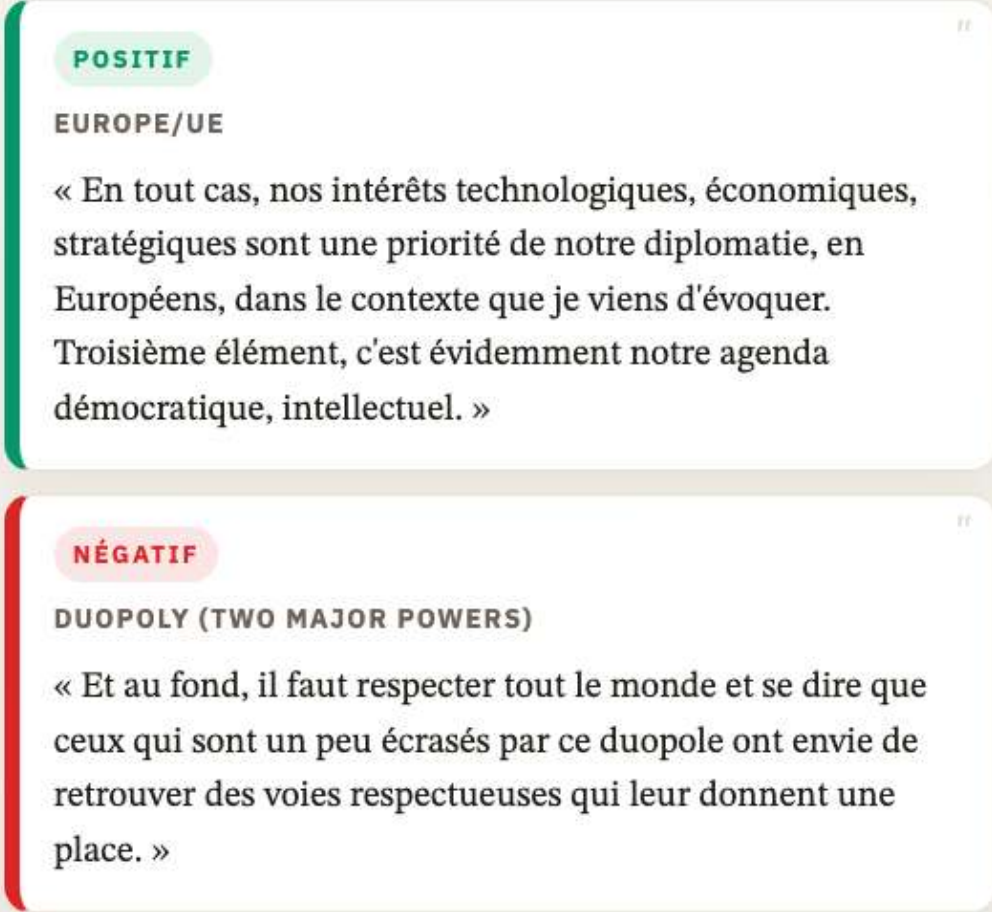 "
POSITIF
EUROPE/UE
« En tout cas, nos intérêts technologiques, économiques,
stratégiques sont une priorité de notre diplomatie, en
Européens, dans le contexte que je viens d'évoquer.
Troisième élément, c'est évidemment notre agenda
démocratique, intellectuel. »
"
NÉGATIF
DUOPOLY (TWO MAJOR POWERS)
« Et au fond, il faut respecter tout le monde et se dire que
ceux qui sont un peu écrasés par ce duopole ont envie de
retrouver des voies respectueuses qui leur donnent une
place. »